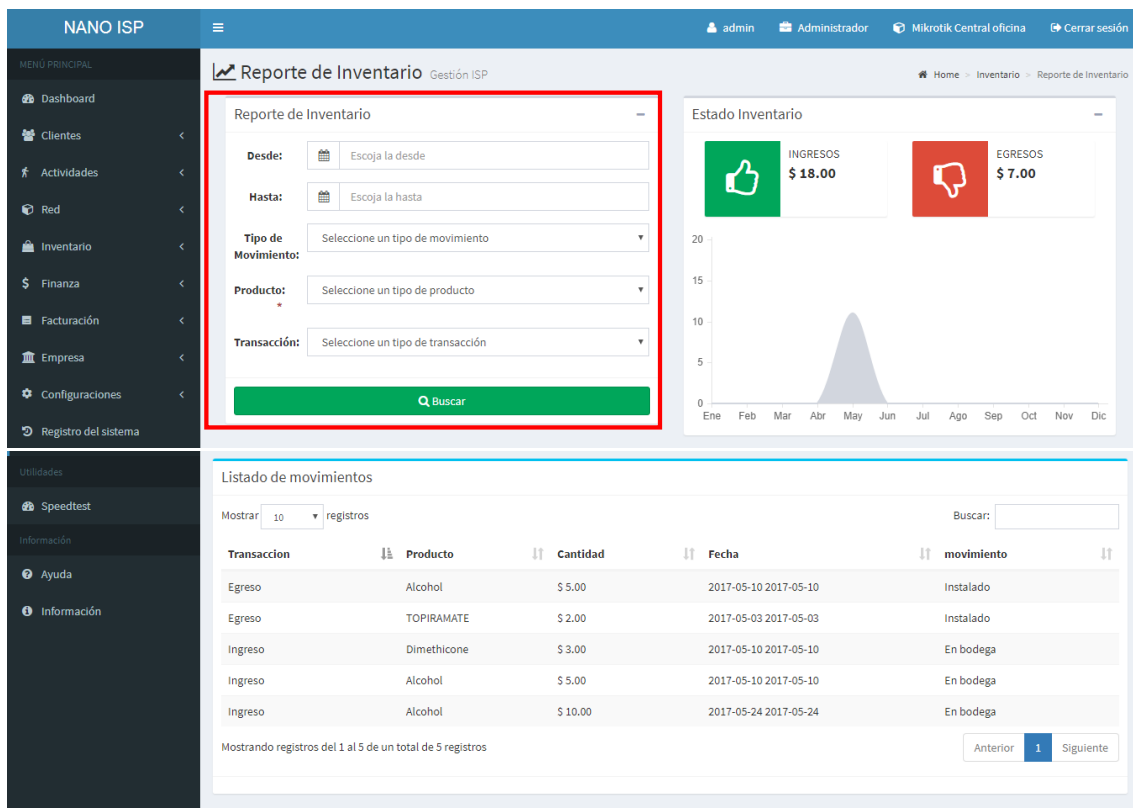 NANO ISP
admin Administrador Mikrotik Central oficina Cerrar sesión
MENÚ PRINCIPAL
Dashboard
Clientes
Actividades
Red
Inventario
$ Finanza
Facturación
Empresa
Configuraciones
Registro del sistema
Utilidades
Speedtest
Información
Ayuda
Información
Reporte de Inventario Gestión ISP
Home > Inventario > Reporte de Inventario
Reporte de Inventario
Desde: Escoja la desde
Hasta: Escoja la hasta
Tipo de Movimiento: Seleccione un tipo de movimiento
Producto: * Seleccione un tipo de producto
Transacción: Seleccione un tipo de transacción
Buscar
Estado Inventario
INGRESOS
$ 18.00
EGRESOS
$ 7.00
20
15
10
5
0
Ene Feb Mar Abr May Jun Jul Ago Sep Oct Nov Dic
Listado de movimientos
Mostrar 10 registros Buscar:
Transaccion Producto Cantidad Fecha movimiento
Egreso Alcohol $ 5.00 2017-05-10 2017-05-10 Instalado
Egreso TOPIRAMATE $ 2.00 2017-05-03 2017-05-03 Instalado
Ingreso Dimethicone $ 3.00 2017-05-10 2017-05-10 En bodega
Ingreso Alcohol $ 5.00 2017-05-10 2017-05-10 En bodega
Ingreso Alcohol $ 10.00 2017-05-24 2017-05-24 En bodega
Mostrando registros del 1 al 5 de un total de 5 registros
Anterior 1 Siguiente